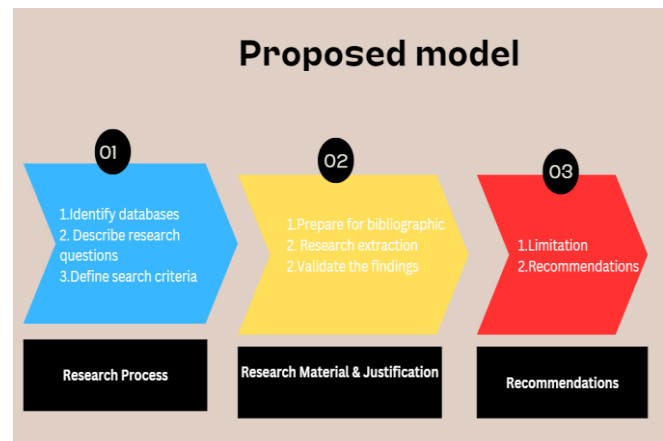 Proposed model
01
1.Identify databases
2. Describe research
questions
3.Define search criteria
Research Process
02
1.Prepare for bibliographic
2. Research extraction
2.Validate the findings
Research Material & Justification
03
1.Limitation
2.Recommendations
Recommendations